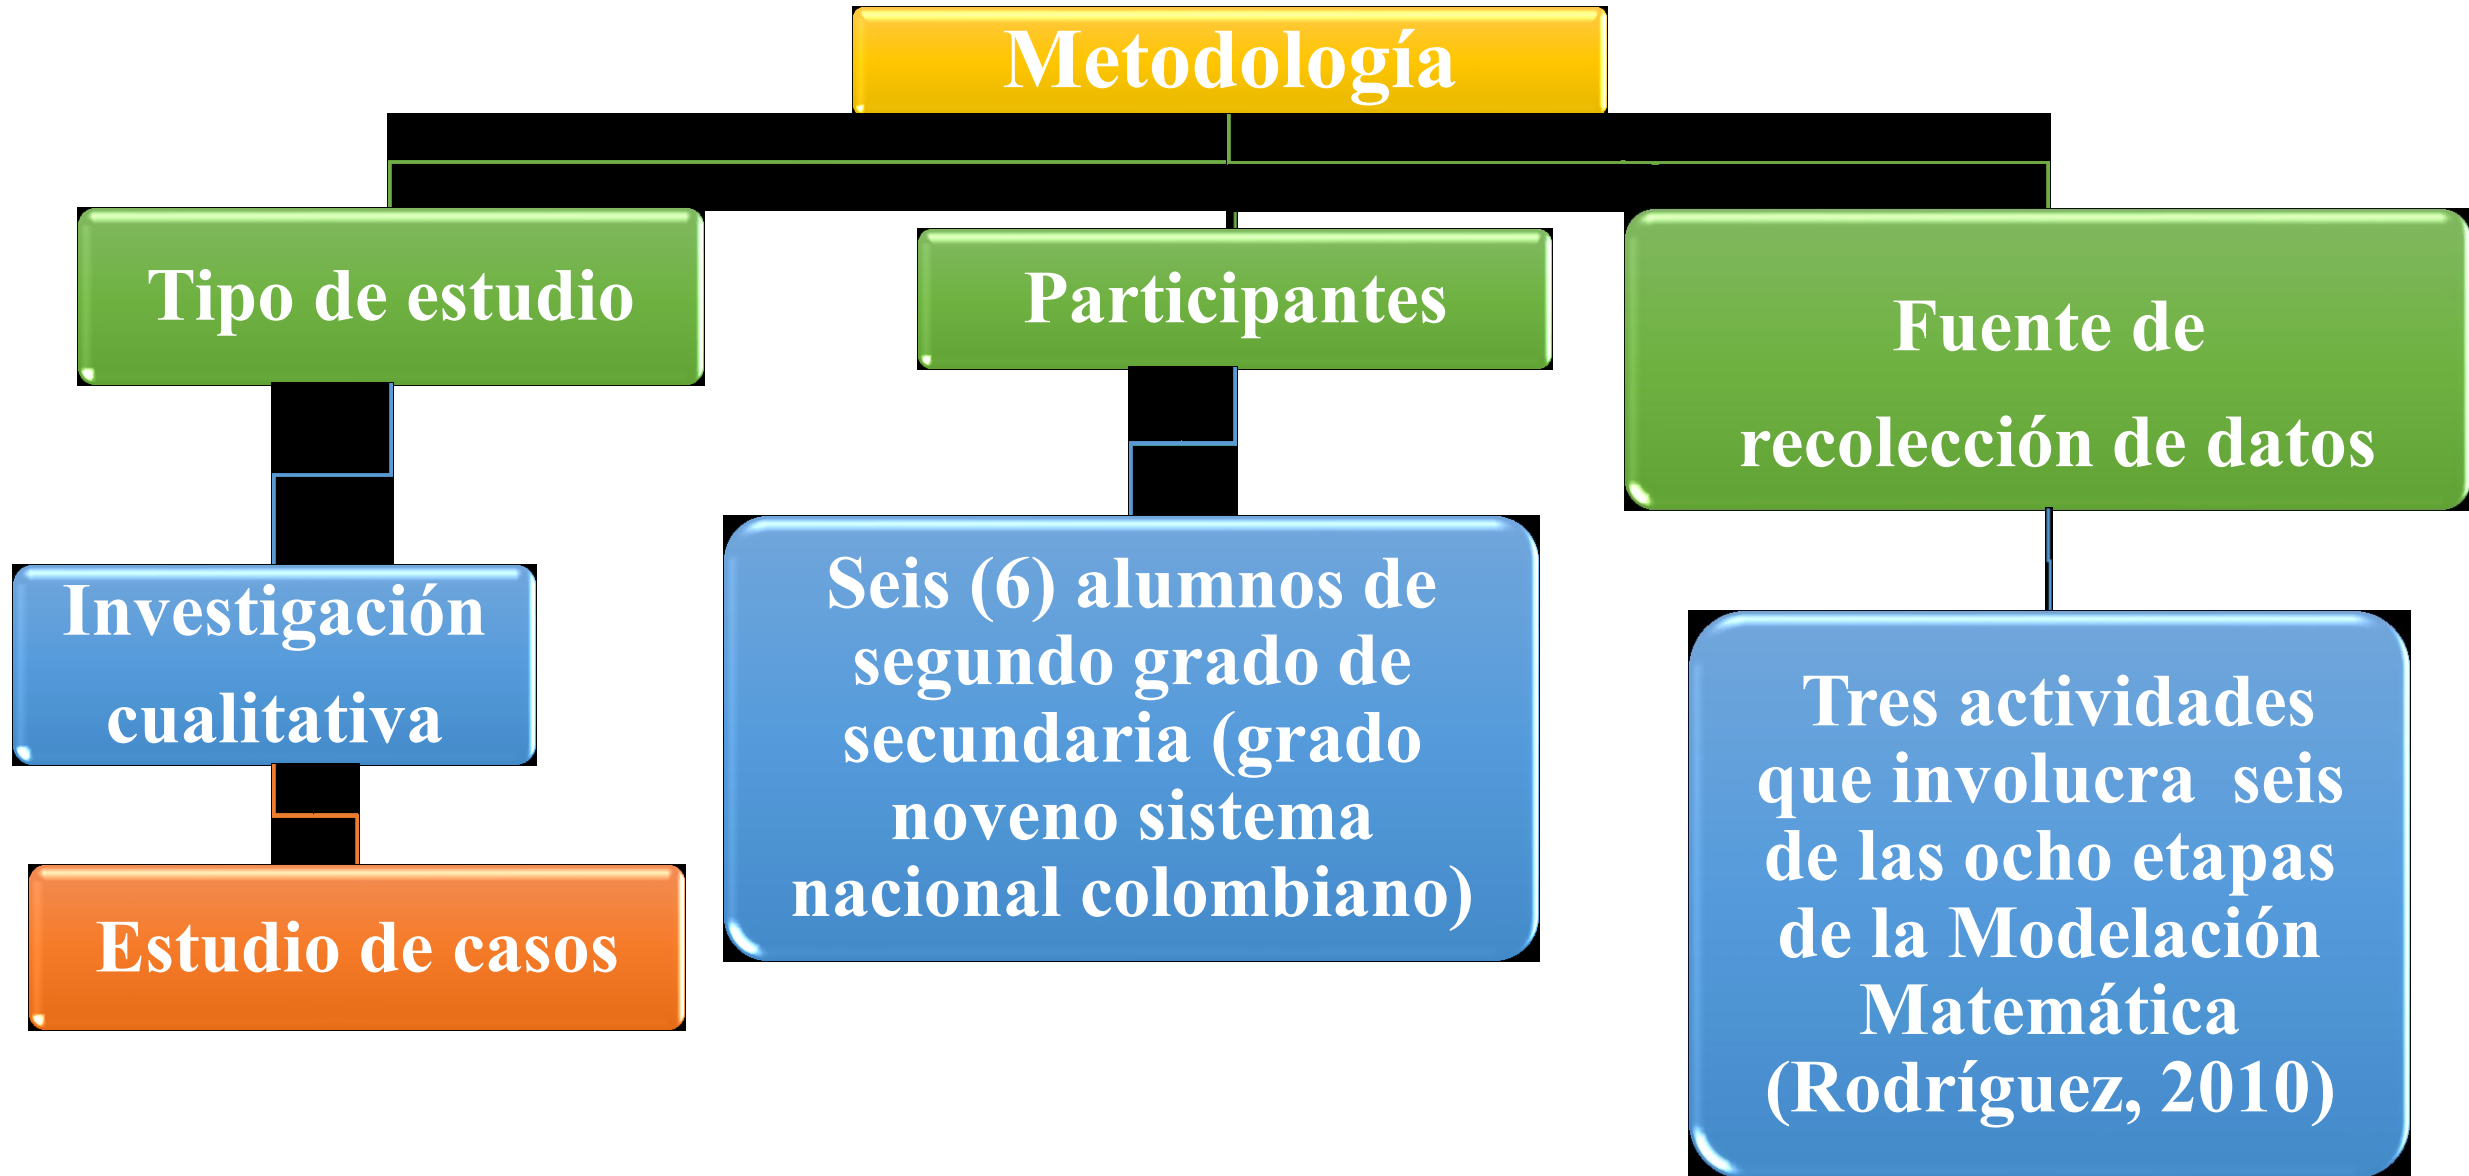 Metodología
Tipo de estudio
Participantes
Fuente de
recolección de datos
Investigación
cualitativa
Estudio de casos
Seis (6) alumnos de
segundo grado de
secundaria (grado
noveno sistema
nacional colombiano)
Tres actividades
que involucra  seis
de las ocho etapas
de la Modelación
Matemática
(Rodríguez, 2010)